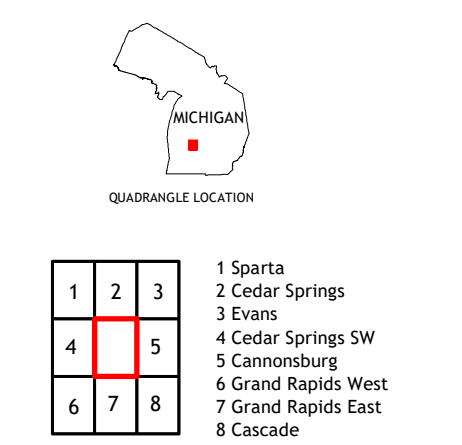 MICHIGAN
QUADRANGLE LOCATION
1 2 3
4 5
6 7 8
1 Sparta
2 Cedar Springs
3 Evans
4 Cedar Springs SW
5 Cannonsburg
6 Grand Rapids West
7 Grand Rapids East
8 Cascade